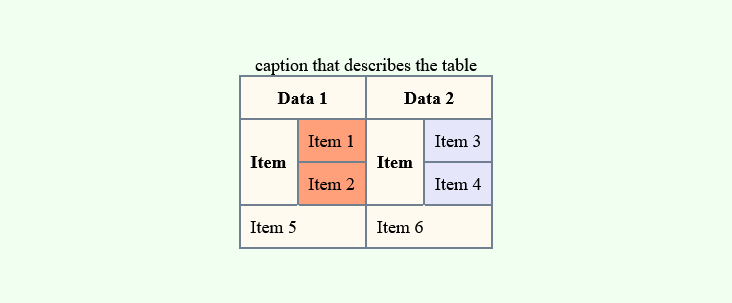 caption that describes the table
Data 1 Data 2
Item Item 1 Item Item 3
Item 2 Item 4
Item 5 Item 6